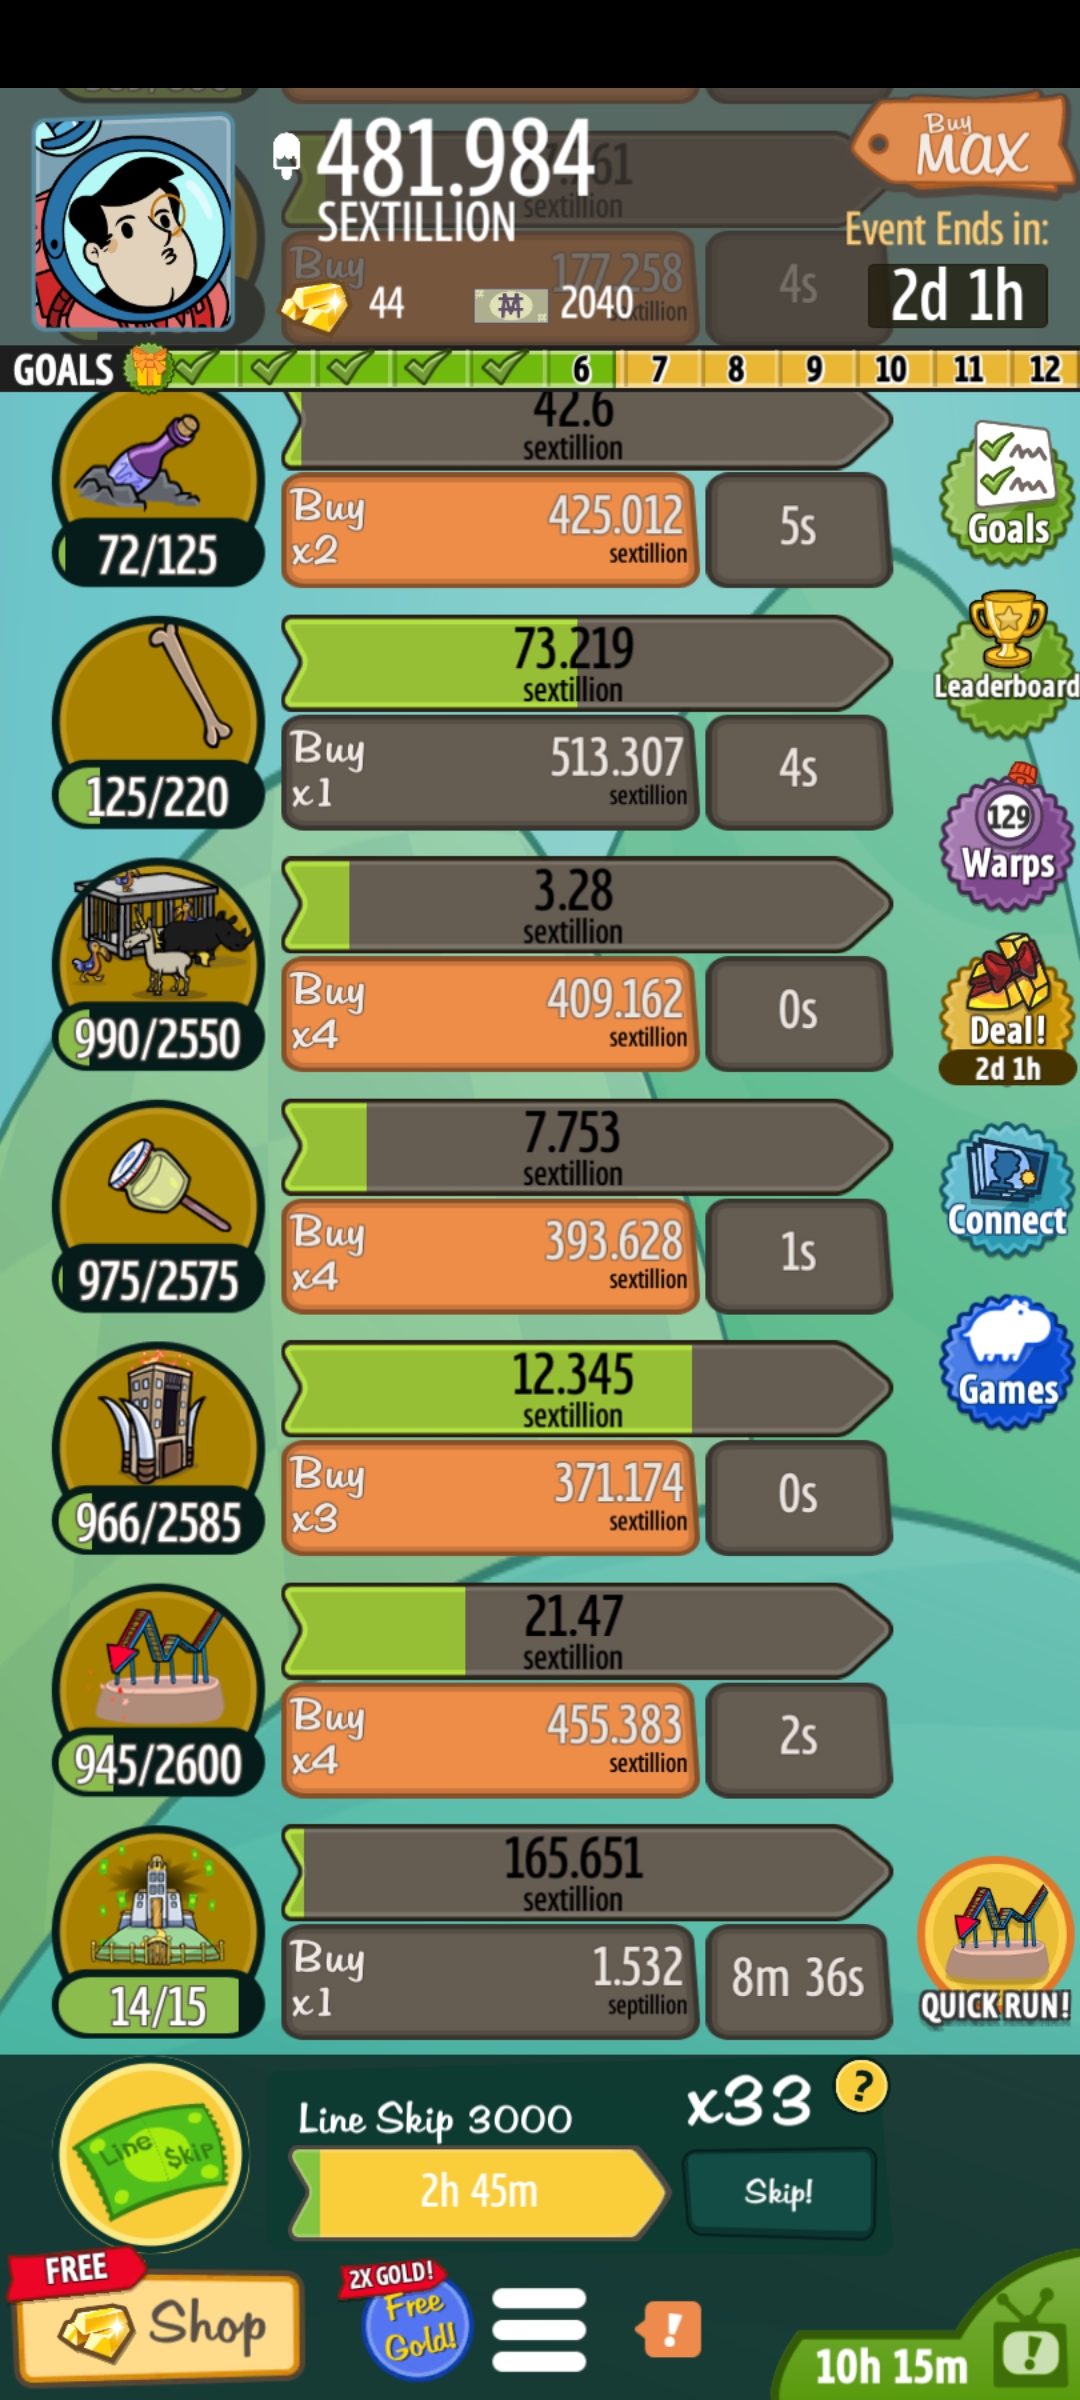 481.984
SEXTILLION
44
2040
Buy
MAX
Event Ends in:
2d 1h
sextillion
Buy
177.258
4s
GOALS
6
7
8
9
10
11
12
42.6
sextillion
72/125
Buy
x2
425.012
sextillion
5s
Goals
73.219
sextillion
125/220
Buy
x1
513.307
sextillion
4s
Leaderboard
129
Warps
3.28
sextillion
990/2550
Buy
x4
409.162
sextillion
0s
Deal!
2d 1h
7.753
sextillion
975/2575
Buy
x4
393.628
sextillion
1s
Connect
Games
12.345
sextillion
966/2585
Buy
x3
371.174
sextillion
0s
21.47
sextillion
945/2600
Buy
x4
455.383
sextillion
2s
165.651
sextillion
14/15
Buy
x1
1.532
septillion
8m 36s
QUICK RUN!
Line Skip
Line Skip 3000
x33
?
2h 45m
Skip!
FREE
Shop
2X GOLD!
Free
Gold!
!
10h 15m
!